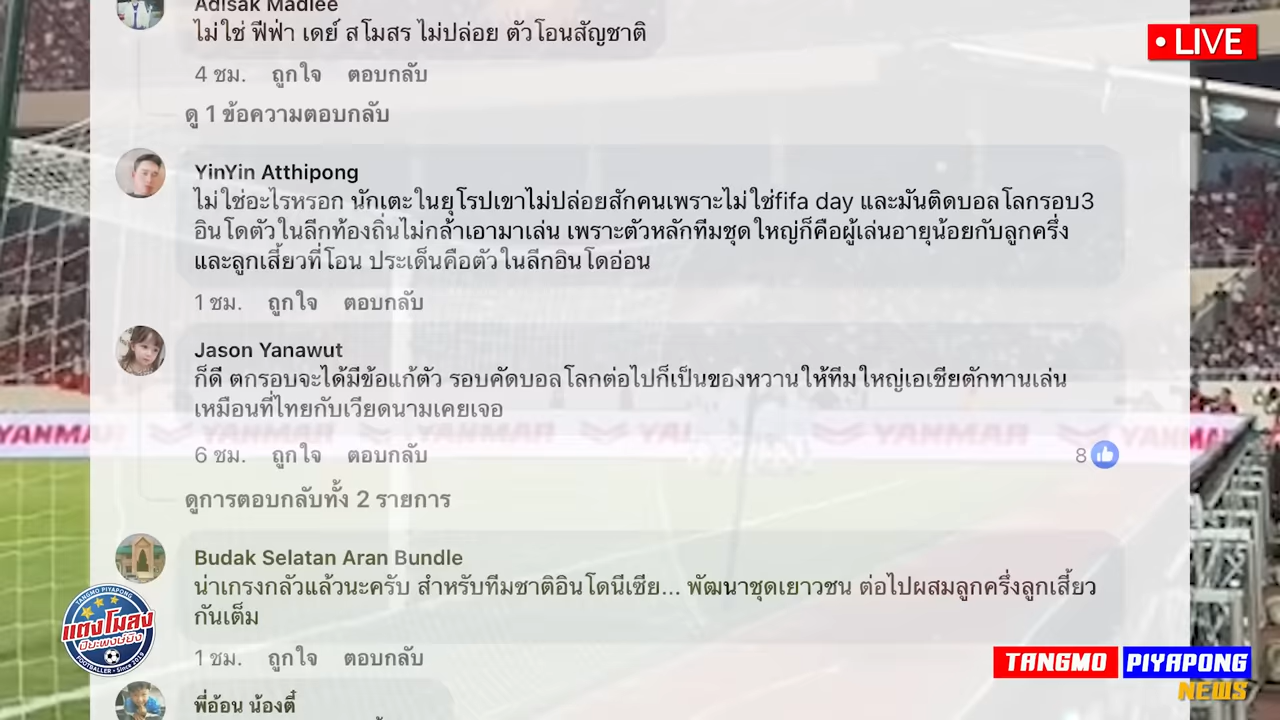 Adisak Madlee
ไม่ใช่ ฟีฟ่า เดย์ สโมสร ไม่ปล่อย ตัวโอนสัญชาติ
4 ชม. ถูกใจ ตอบกลับ
ดู 1 ข้อความตอบกลับ
LIVE
YinYin Atthipong
ไม่ใช่อะไรหรอก นักเตะในยุโรปเขาไม่ปล่อยสักคนเพราะไม่ใช่fifa day และมันติดบอลโลกรอบ3
อินโดตัวในลีกท้องถิ่นไม่กล้าเอามาเล่น เพราะตัวหลักทีมชุดใหญ่ก็คือผู้เล่นอายุน้อยกับลูกครึ่ง
และลูกเสี้ยวที่โอน ประเด็นคือตัวในลีกอินโดอ่อน
1 ชม. ถูกใจ ตอบกลับ
Jason Yanawut
ก็ดี ตกรอบจะได้มีข้อแก้ตัว รอบคัดบอลโลกต่อไปก็เป็นของหวานให้ทีมใหญ่เอเชียตักทานเล่น
เหมือนที่ไทยกับเวียดนามเคยเจอ
YANMAR YANMAR YANMAR YANMAR
6 ชม. ถูกใจ ตอบกลับ 8
ดูการตอบกลับทั้ง 2 รายการ
Budak Selatan Aran Bundle
น่าเกรงกลัวแล้วนะครับ สำหรับทีมชาติอินโดนีเซีย... พัฒนาชุดเยาวชน ต่อไปผสมลูกครึ่งลูกเสี้ยว
กันเต็ม
1 ชม. ถูกใจ ตอบกลับ
TANGMO PIYAPONG
แตงโมลง
ปิยะพงษ์ยิง
FOOTBALLER • Since 2019
TANGMO PIYAPONG
NEWS
พี่อ้อน น้องตี๋